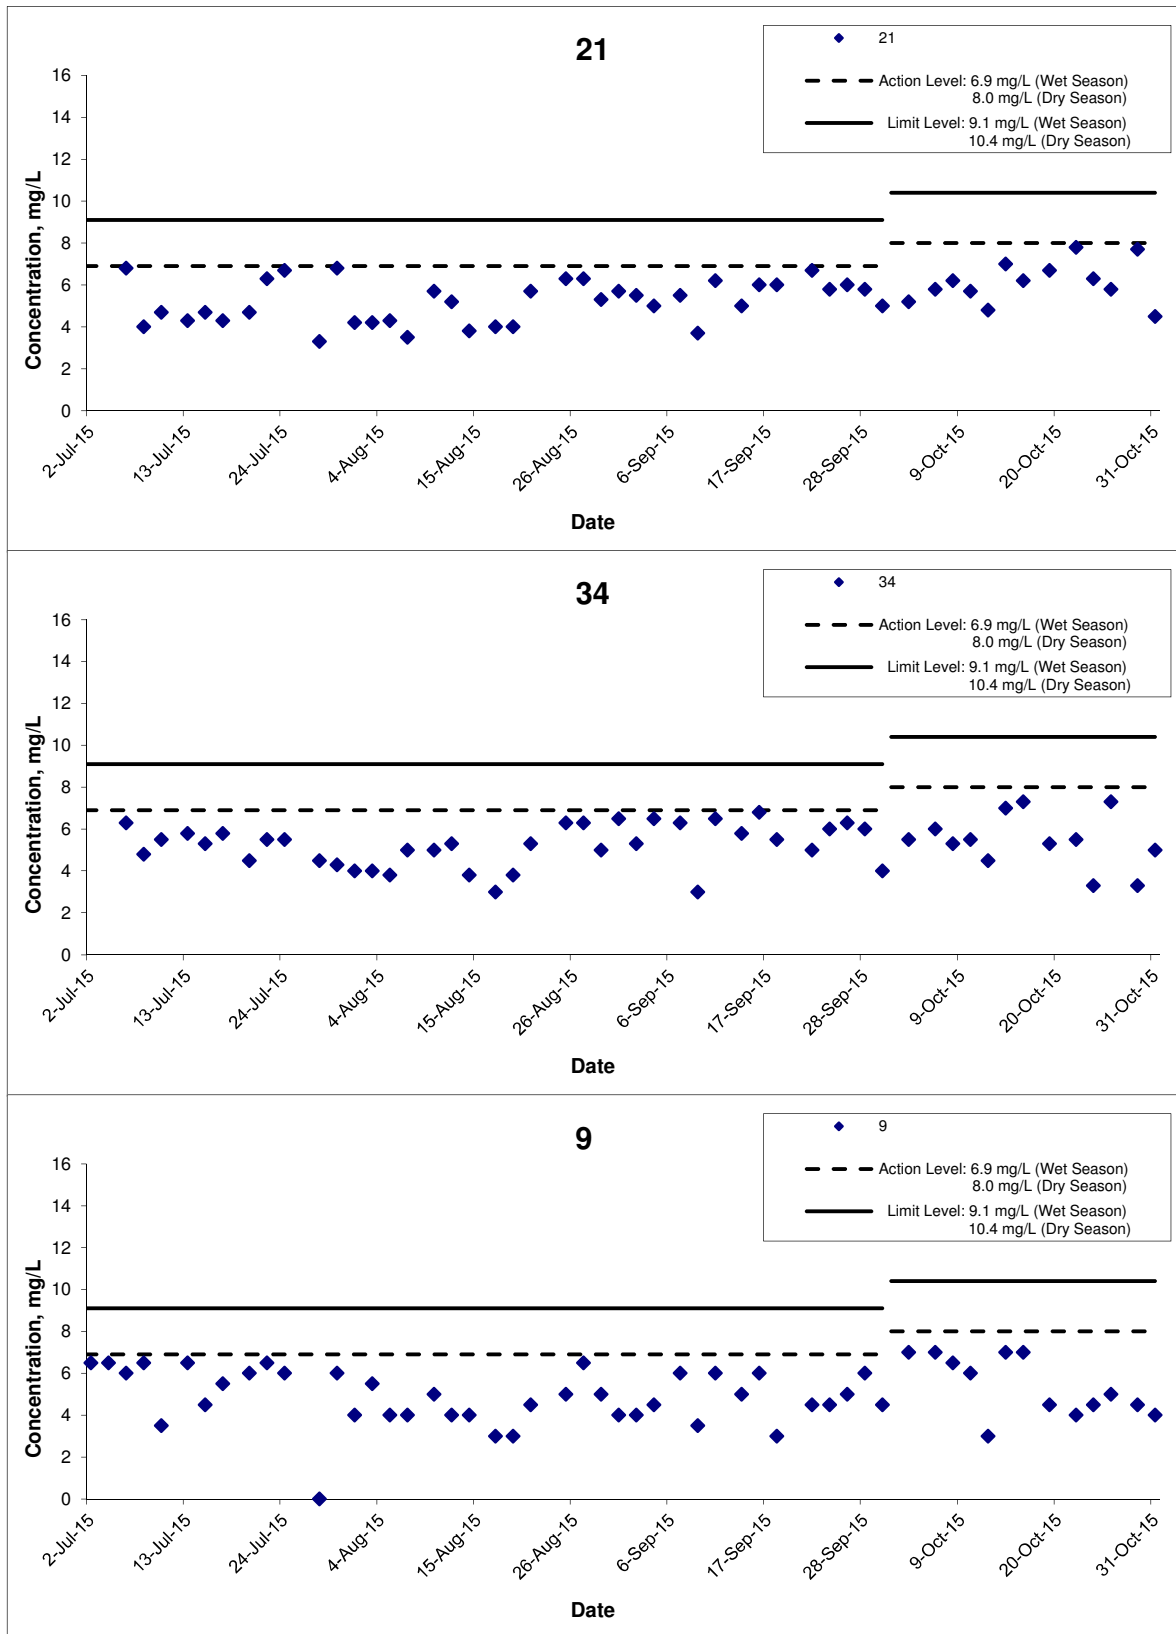 21
21
Action Level: 6.9 mg/L (Wet Season)
8.0 mg/L (Dry Season)
Limit Level: 9.1 mg/L (Wet Season)
10.4 mg/L (Dry Season)
Concentration, mg/L
16
14
12
10
8
6
4
2
0
2-Jul-15
13-Jul-15
24-Jul-15
4-Aug-15
15-Aug-15
26-Aug-15
6-Sep-15
17-Sep-15
28-Sep-15
9-Oct-15
20-Oct-15
31-Oct-15
Date
34
34
Action Level: 6.9 mg/L (Wet Season)
8.0 mg/L (Dry Season)
Limit Level: 9.1 mg/L (Wet Season)
10.4 mg/L (Dry Season)
Concentration, mg/L
16
14
12
10
8
6
4
2
0
2-Jul-15
13-Jul-15
24-Jul-15
4-Aug-15
15-Aug-15
26-Aug-15
6-Sep-15
17-Sep-15
28-Sep-15
9-Oct-15
20-Oct-15
31-Oct-15
Date
9
9
Action Level: 6.9 mg/L (Wet Season)
8.0 mg/L (Dry Season)
Limit Level: 9.1 mg/L (Wet Season)
10.4 mg/L (Dry Season)
Concentration, mg/L
16
14
12
10
8
6
4
2
0
2-Jul-15
13-Jul-15
24-Jul-15
4-Aug-15
15-Aug-15
26-Aug-15
6-Sep-15
17-Sep-15
28-Sep-15
9-Oct-15
20-Oct-15
31-Oct-15
Date